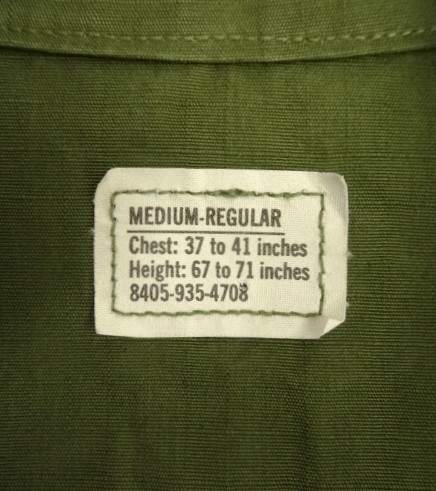 MEDIUM-REGULAR
Chest: 37 to 41 inches
Height: 67 to 71 inches
8405-935-4708